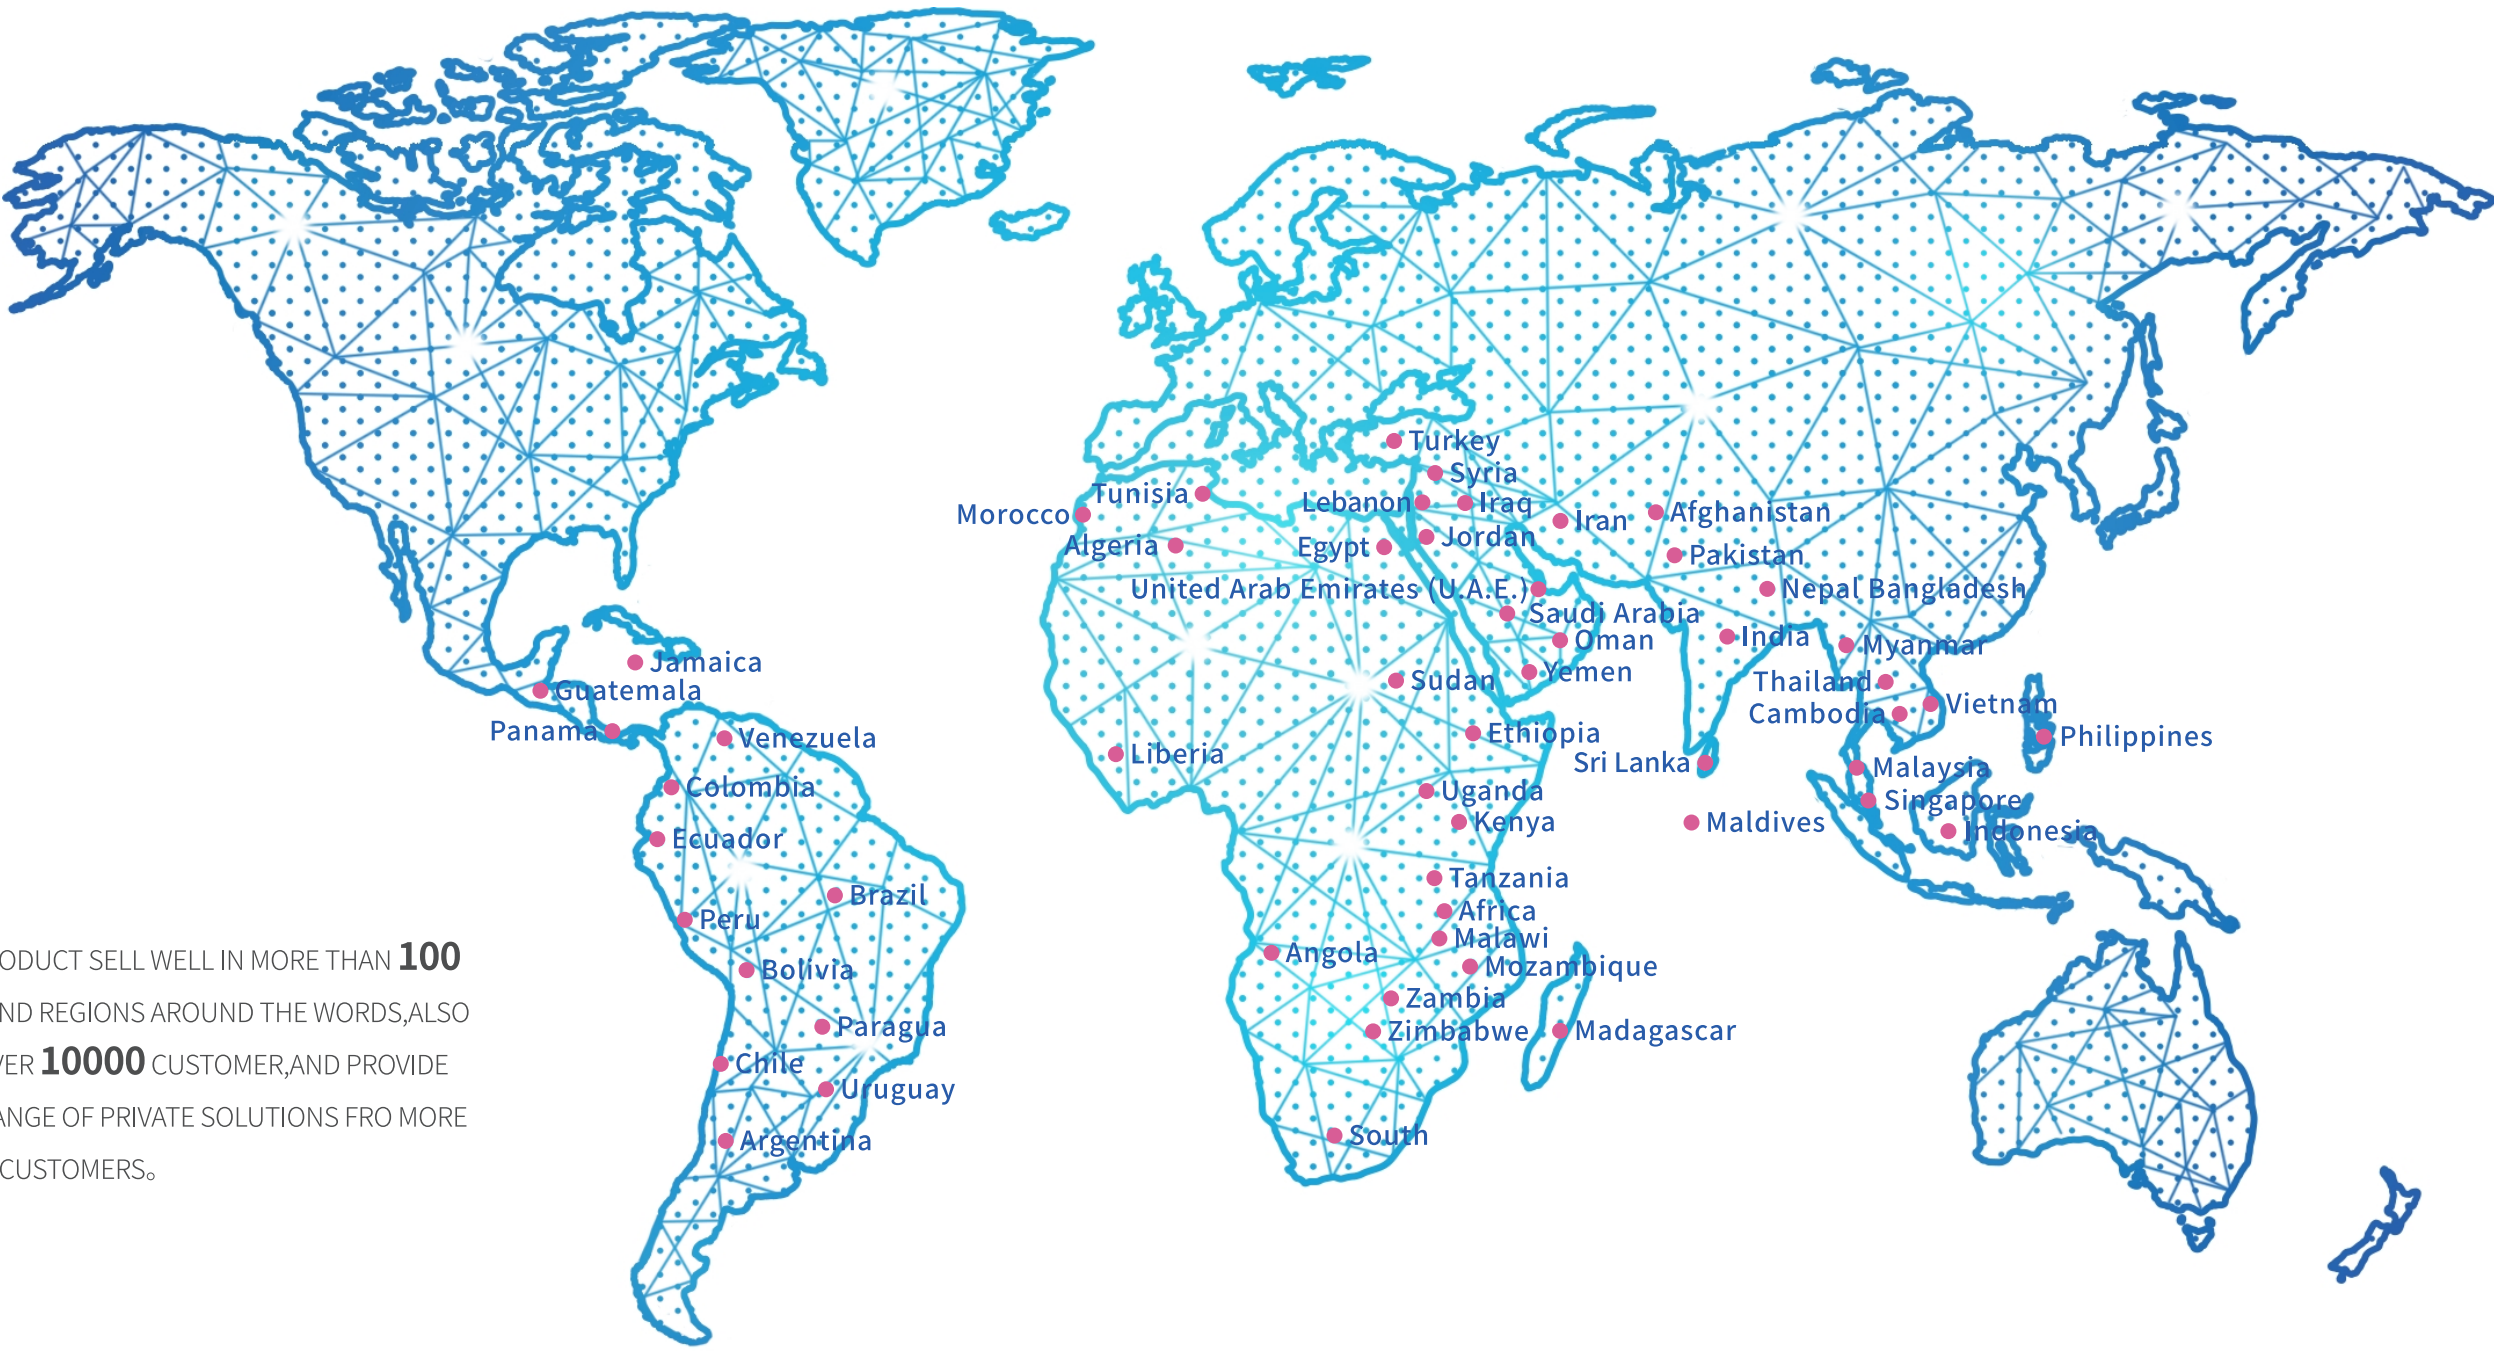 Turkey
Syria
Tunisia
Lebanon
Iraq
Morocco
Iran
Afghanistan
Algeria
Egypt
Jordan
Pakistan
United Arab Emirates (U.A.E.)
Nepal Bangladesh
Saudi Arabia
India
Oman
Myanmar
Jamaica
Yemen
Sudan
Thailand
Guatemala
Cambodia
Vietnam
Panama
Venezuela
Ethiopia
Philippines
Liberia
Sri Lanka
Malaysia
Colombia
Uganda
Singapore
Kenya
Maldives
Indonesia
Ecuador
Tanzania
Brazil
Africa
Peru
Malawi
Angola
Mozambique
Bolivia
Zambia
Paragua
Zimbabwe
Madagascar
Chile
Uruguay
South
Argentina
ODUCT SELL WELL IN MORE THAN 100
ND REGIONS AROUND THE WORDS,ALSO
VER 10000 CUSTOMER,AND PROVIDE
ANGE OF PRIVATE SOLUTIONS FRO MORE
CUSTOMERS。